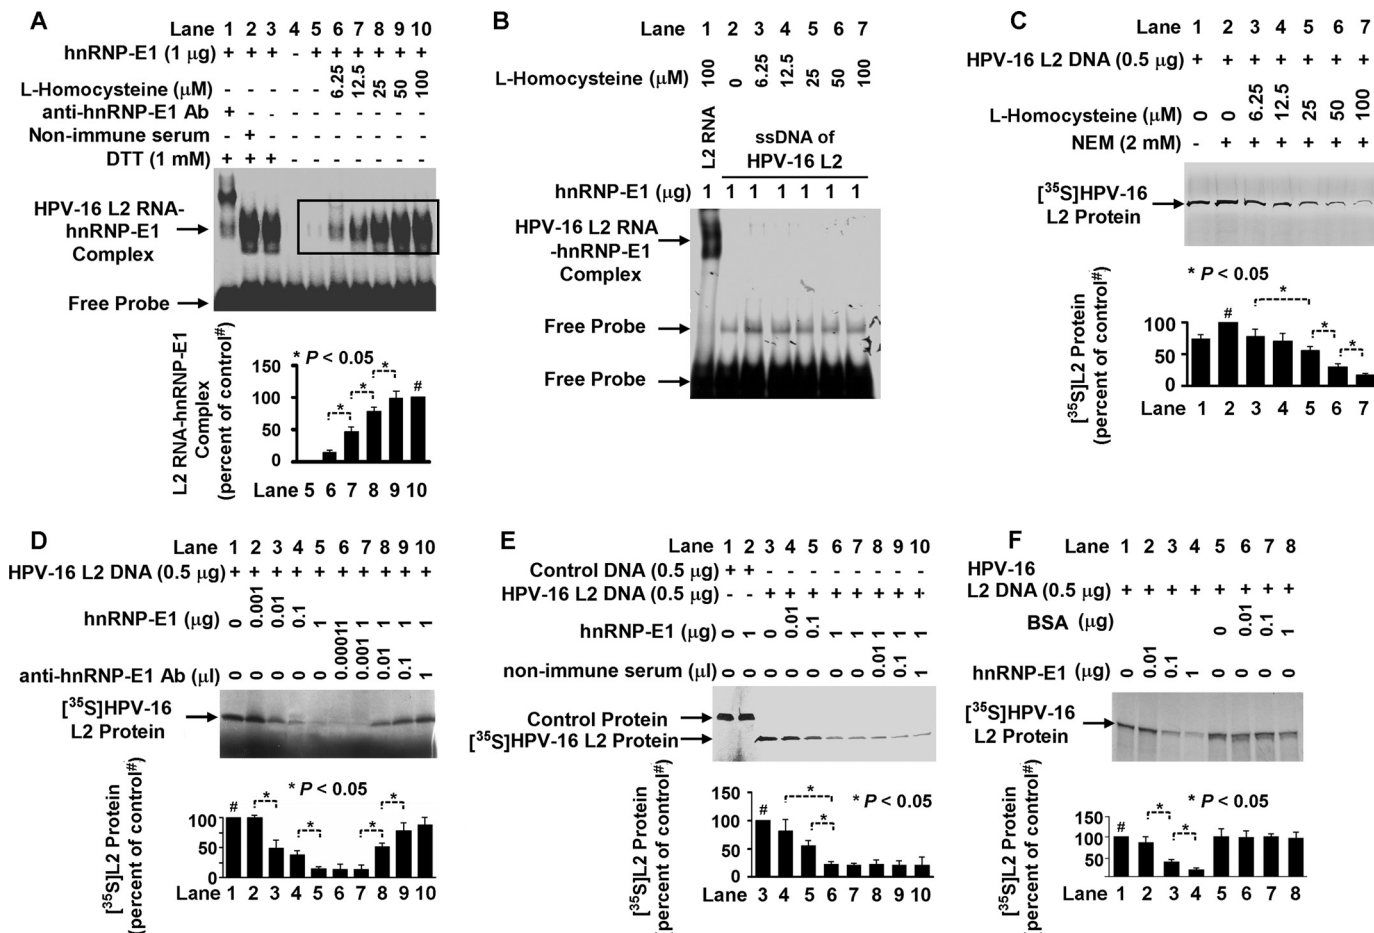 A
Lane 1 2 3 4 5 6 7 8 9 10
hnRNP-E1 (1 µg) + + + - + + + + + +
L-Homocysteine (µM) - - - - - 6.25 12.5 25 50 100
anti-hnRNP-E1 Ab + - - - - - - - - -
Non-immune serum - + - - - - - - - -
DTT (1 mM) + + + - - - - - - -
HPV-16 L2 RNA-
hnRNP-E1
Complex
Free Probe
L2 RNA-hnRNP-E1
Complex
(percent of control#)
* P < 0.05
150
100
50
0
* * * #
Lane 5 6 7 8 9 10
B
Lane 1 2 3 4 5 6 7
L-Homocysteine (µM) 100 0 6.25 12.5 25 50 100
L2 RNA
ssDNA of
HPV-16 L2
hnRNP-E1 (µg) 1 1 1 1 1 1 1
HPV-16 L2 RNA
-hnRNP-E1
Complex
Free Probe
Free Probe
C
Lane 1 2 3 4 5 6 7
HPV-16 L2 DNA (0.5 µg) + + + + + + +
L-Homocysteine (µM) 0 0 6.25 12.5 25 50 100
NEM (2 mM) - + + + + + +
[35S]HPV-16
L2 Protein
* P < 0.05
[35S]L2 Protein
(percent of control#)
100
50
0
# * * *
Lane 1 2 3 4 5 6 7
D
Lane 1 2 3 4 5 6 7 8 9 10
HPV-16 L2 DNA (0.5 µg) + + + + + + + + + +
hnRNP-E1 (µg) 0 0.001 0.01 0.1 1 1 1 1 1 1
anti-hnRNP-E1 Ab (µl) 0 0 0 0 0 0.00011 0.001 0.01 0.1 1
[35S]HPV-16
L2 Protein
[35S]L2 Protein
(percent of control#)
* P < 0.05
100
50
0
# * * * *
Lane 1 2 3 4 5 6 7 8 9 10
E
Lane 1 2 3 4 5 6 7 8 9 10
Control DNA (0.5 µg) + + - - - - - - - -
HPV-16 L2 DNA (0.5 µg) - - + + + + + + + +
hnRNP-E1 (µg) 0 1 0 0.01 0.1 1 1 1 1 1
non-immune serum (µl) 0 0 0 0 0 0 0 0.01 0.1 1
Control Protein
[35S]HPV-16 L2 Protein
[35S]L2 Protein
(percent of control#)
150
100
50
0
# * * * P < 0.05
Lane 3 4 5 6 7 8 9 10
F
Lane 1 2 3 4 5 6 7 8
HPV-16
L2 DNA (0.5 µg) + + + + + + + +
BSA (µg) 0 0.01 0.1 1
hnRNP-E1 (µg) 0 0.01 0.1 1
[35S]HPV-16
L2 Protein
[35S]L2 Protein
(percent of control#)
* P < 0.05
100
50
# * *
Lane 1 2 3 4 5 6 7 8